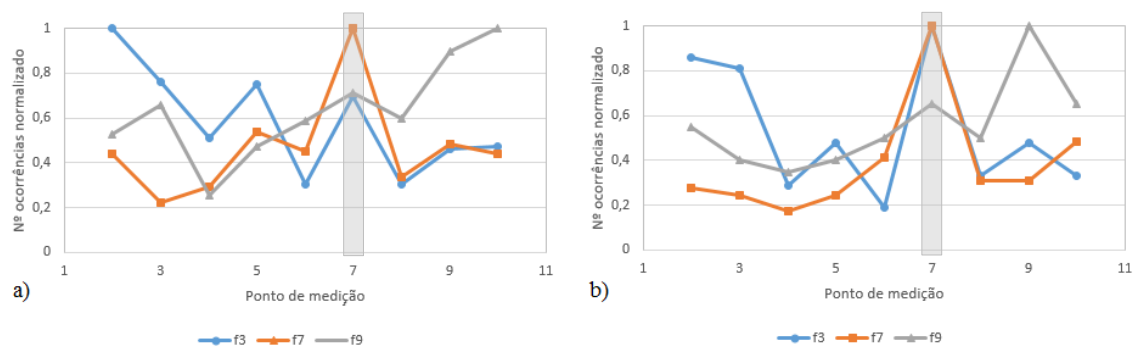 1
0,8
0,6
0,4
0,2
0
Nº ocorrências normalizado
1 3 5 7 9 11
Ponto de medição
a)
f3 f7 f9
1
0,8
0,6
0,4
0,2
0
Nº ocorrências normalizado
1 3 5 7 9 11
Ponto de medição
b)
f3 f7 f9